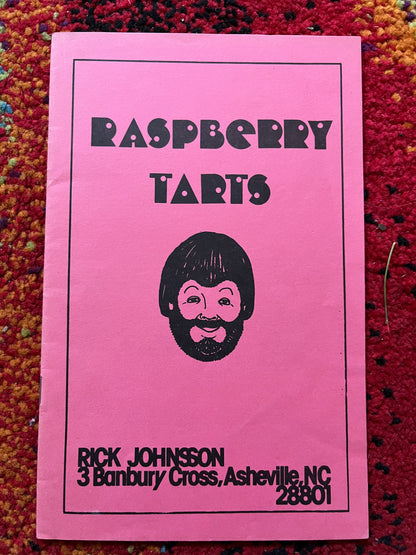 RASPBERRY
TARTS
RICK JOHNSSON
3 Banbury Cross, Asheville, NC
28801